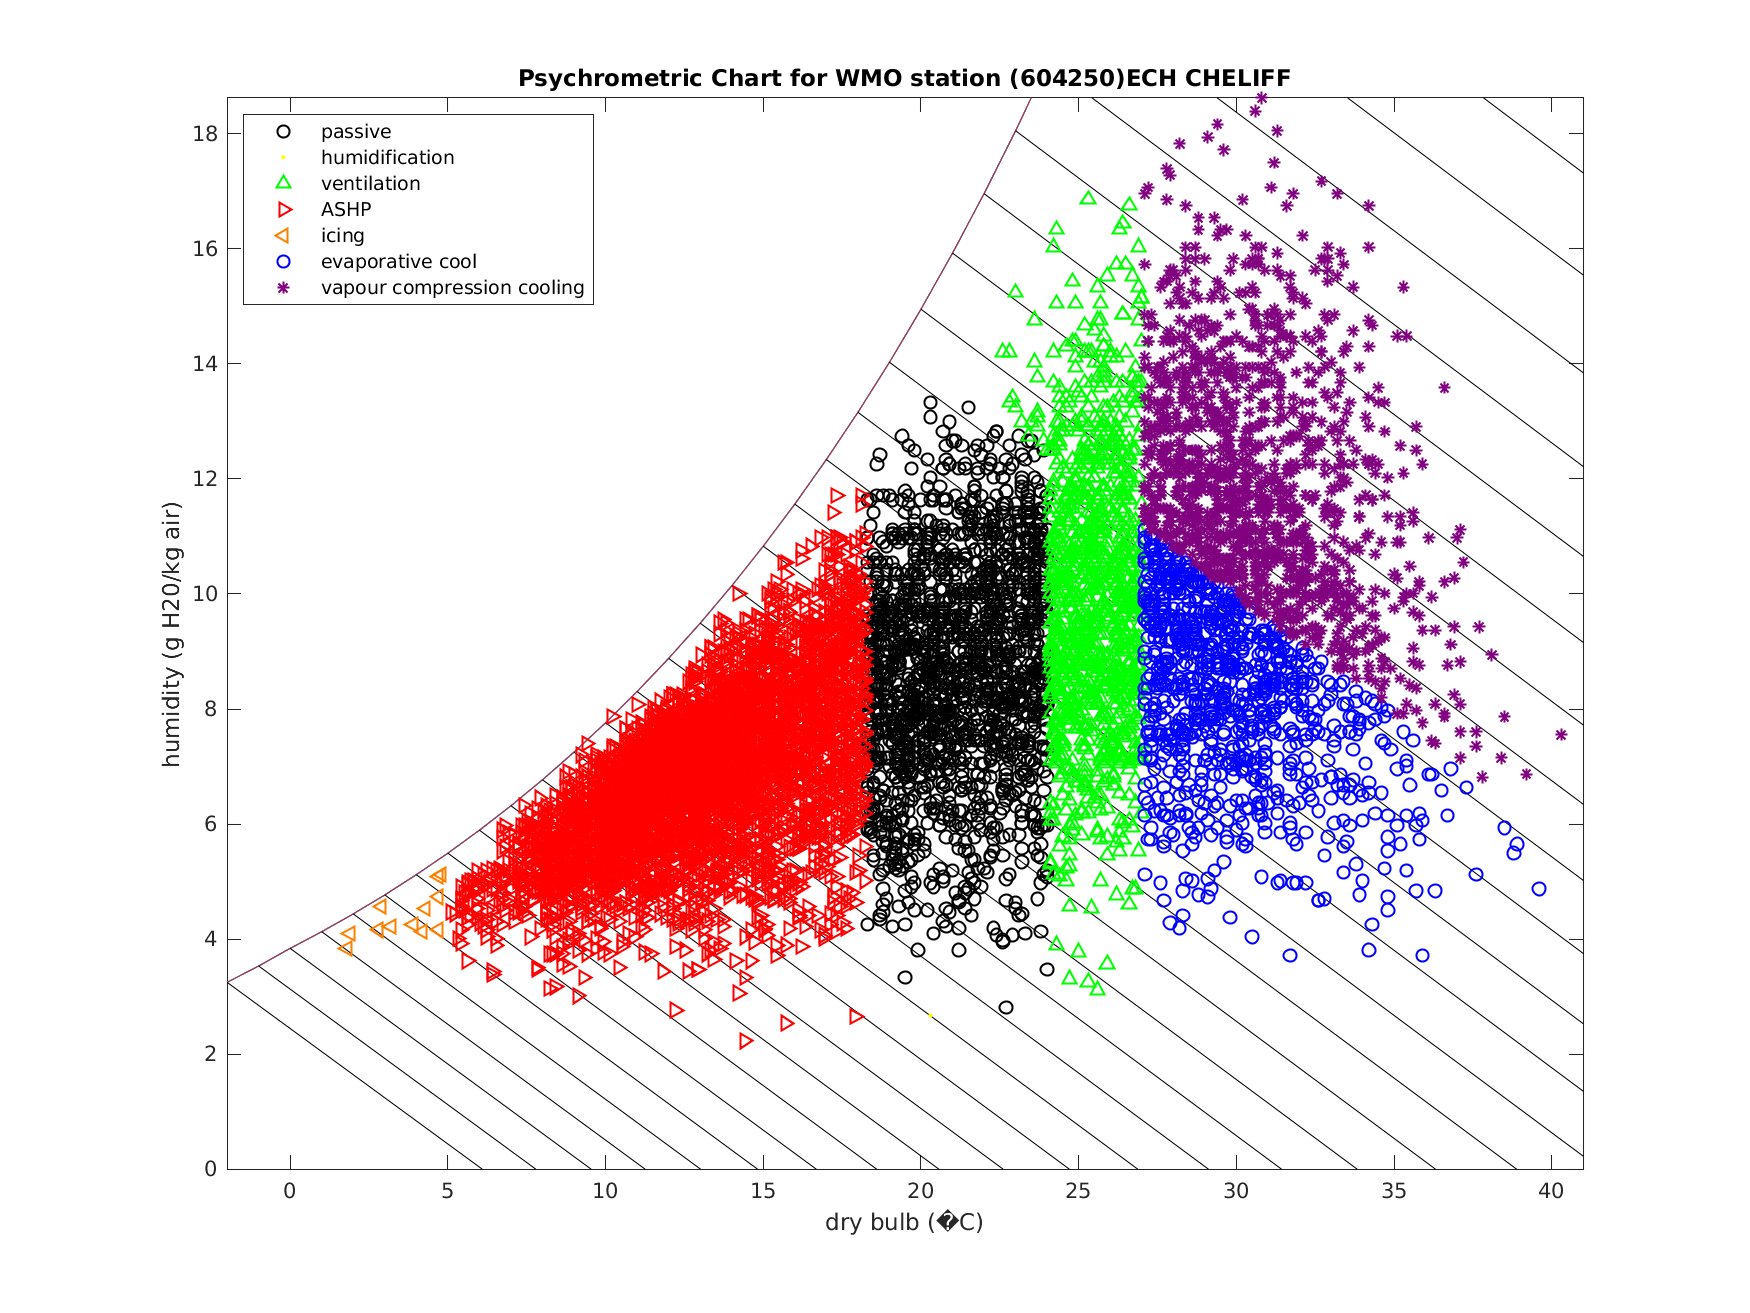 Psychrometric Chart for WMO station (604250)ECH CHELIFF
passive
humidification
ventilation
ASHP
icing
evaporative cool
vapour compression cooling
humidity (g H20/kg air)
18
16
14
12
10
8
6
4
2
0
0 5 10 15 20 25 30 35 40
dry bulb (�C)